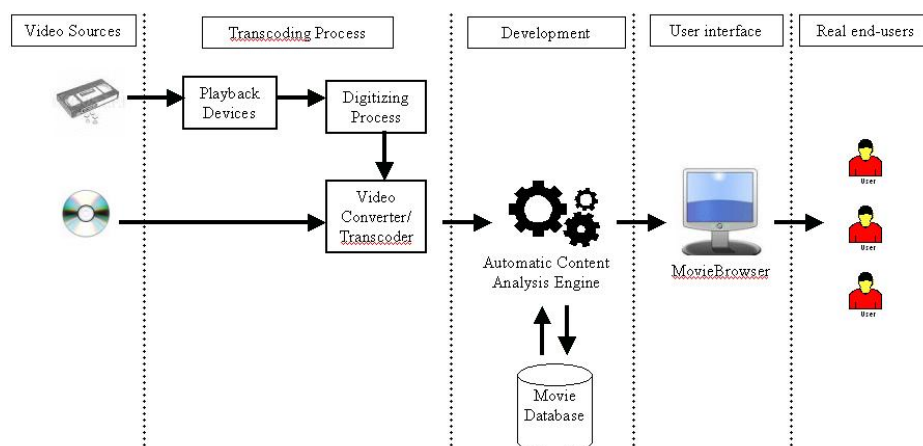 Video Sources
Transcoding Process
Development
User interface
Real end-users
Playback
Devices
Digitizing
Process
Video
Converter/
Transcoder
Automatic Content
Analysis Engine
Movie
Database
MovieBrowser
User
User
User